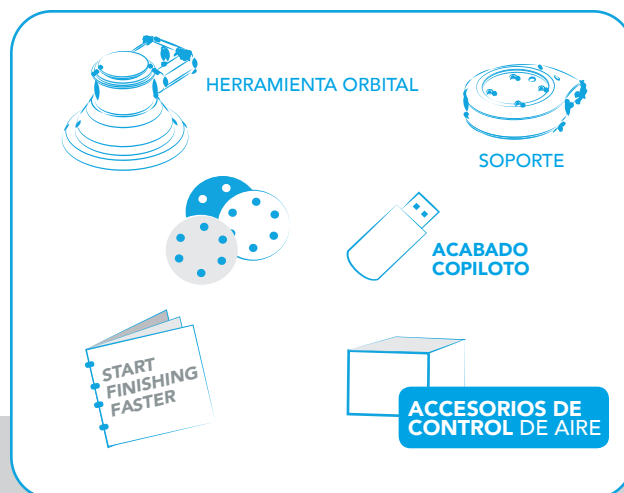 HERRAMIENTA ORBITAL
SOPORTE
ACABADO
COPILOTO
START
FINISHING
FASTER
ACCESORIOS DE
CONTROL DE AIRE